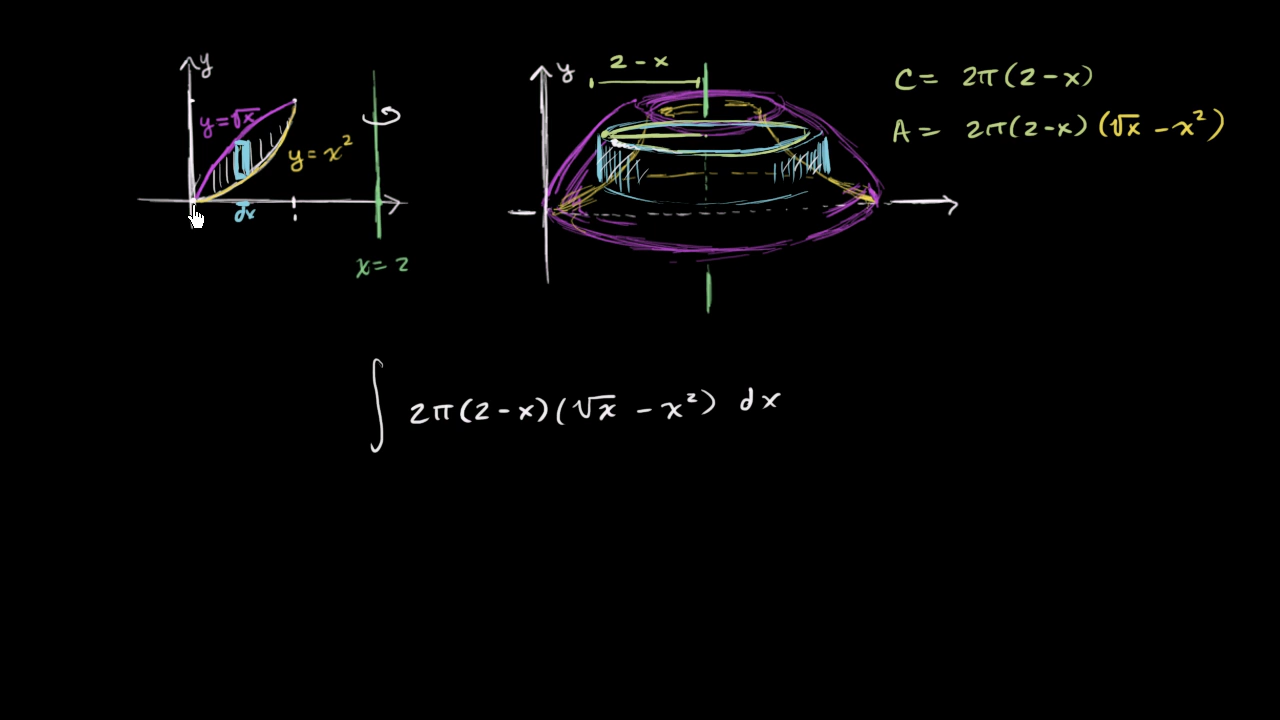 y
y=√x
y=x²
dx
x=2
2-x
y
C= 2π(2-x)
A= 2π(2-x)(√x-x²)
∫ 2π(2-x)(√x-x²) dx